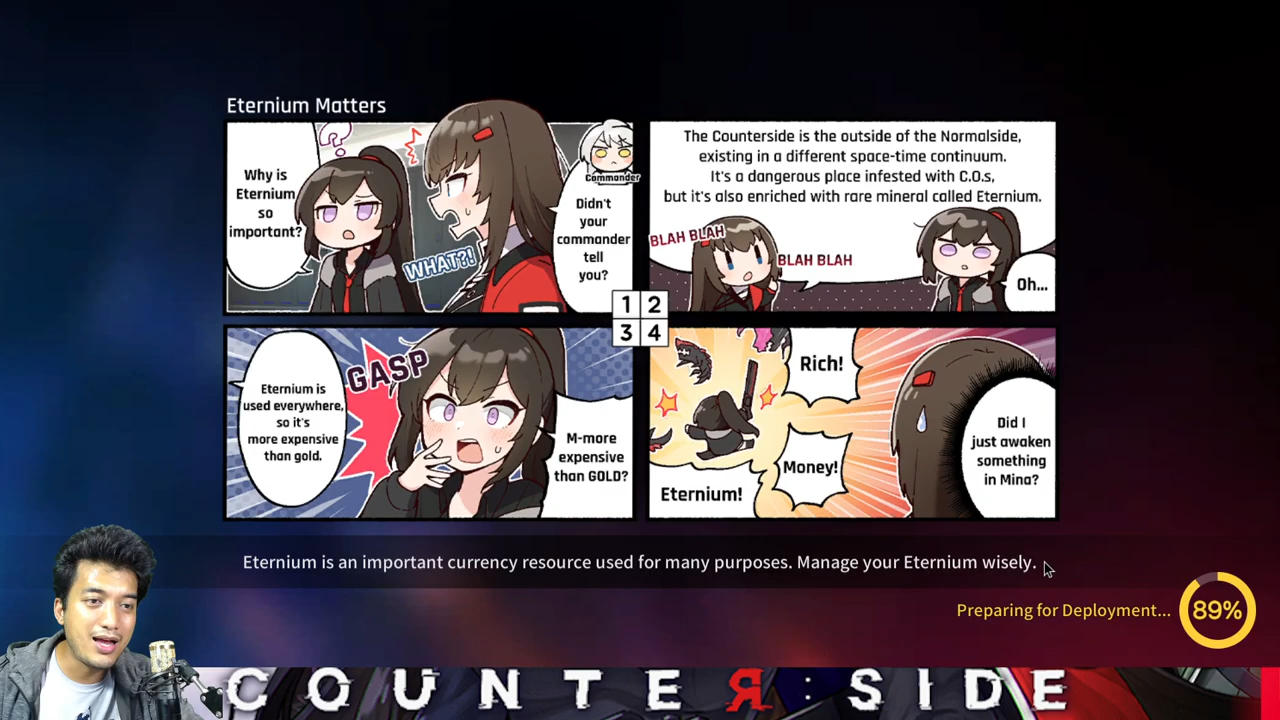 Eternium Matters
Why is
Eternium
so
important?
WHAT?!
Commander
Didn't
your
commander
tell
you?
The Counterside is the outside of the Normalside,
existing in a different space-time continuum.
It's a dangerous place infested with C.O.s,
but it's also enriched with rare mineral called Eternium.
BLAH BLAH
BLAH BLAH
Oh...
1 2
3 4
Eternium is
used everywhere,
so it's
more expensive
than gold.
GASP
M-more
expensive
than GOLD?
Rich!
Money!
Eternium!
Did I
just awaken
something
in Mina?
Eternium is an important currency resource used for many purposes. Manage your Eternium wisely.
Preparing for Deployment...
89%
COUNTEЯ:SIDE